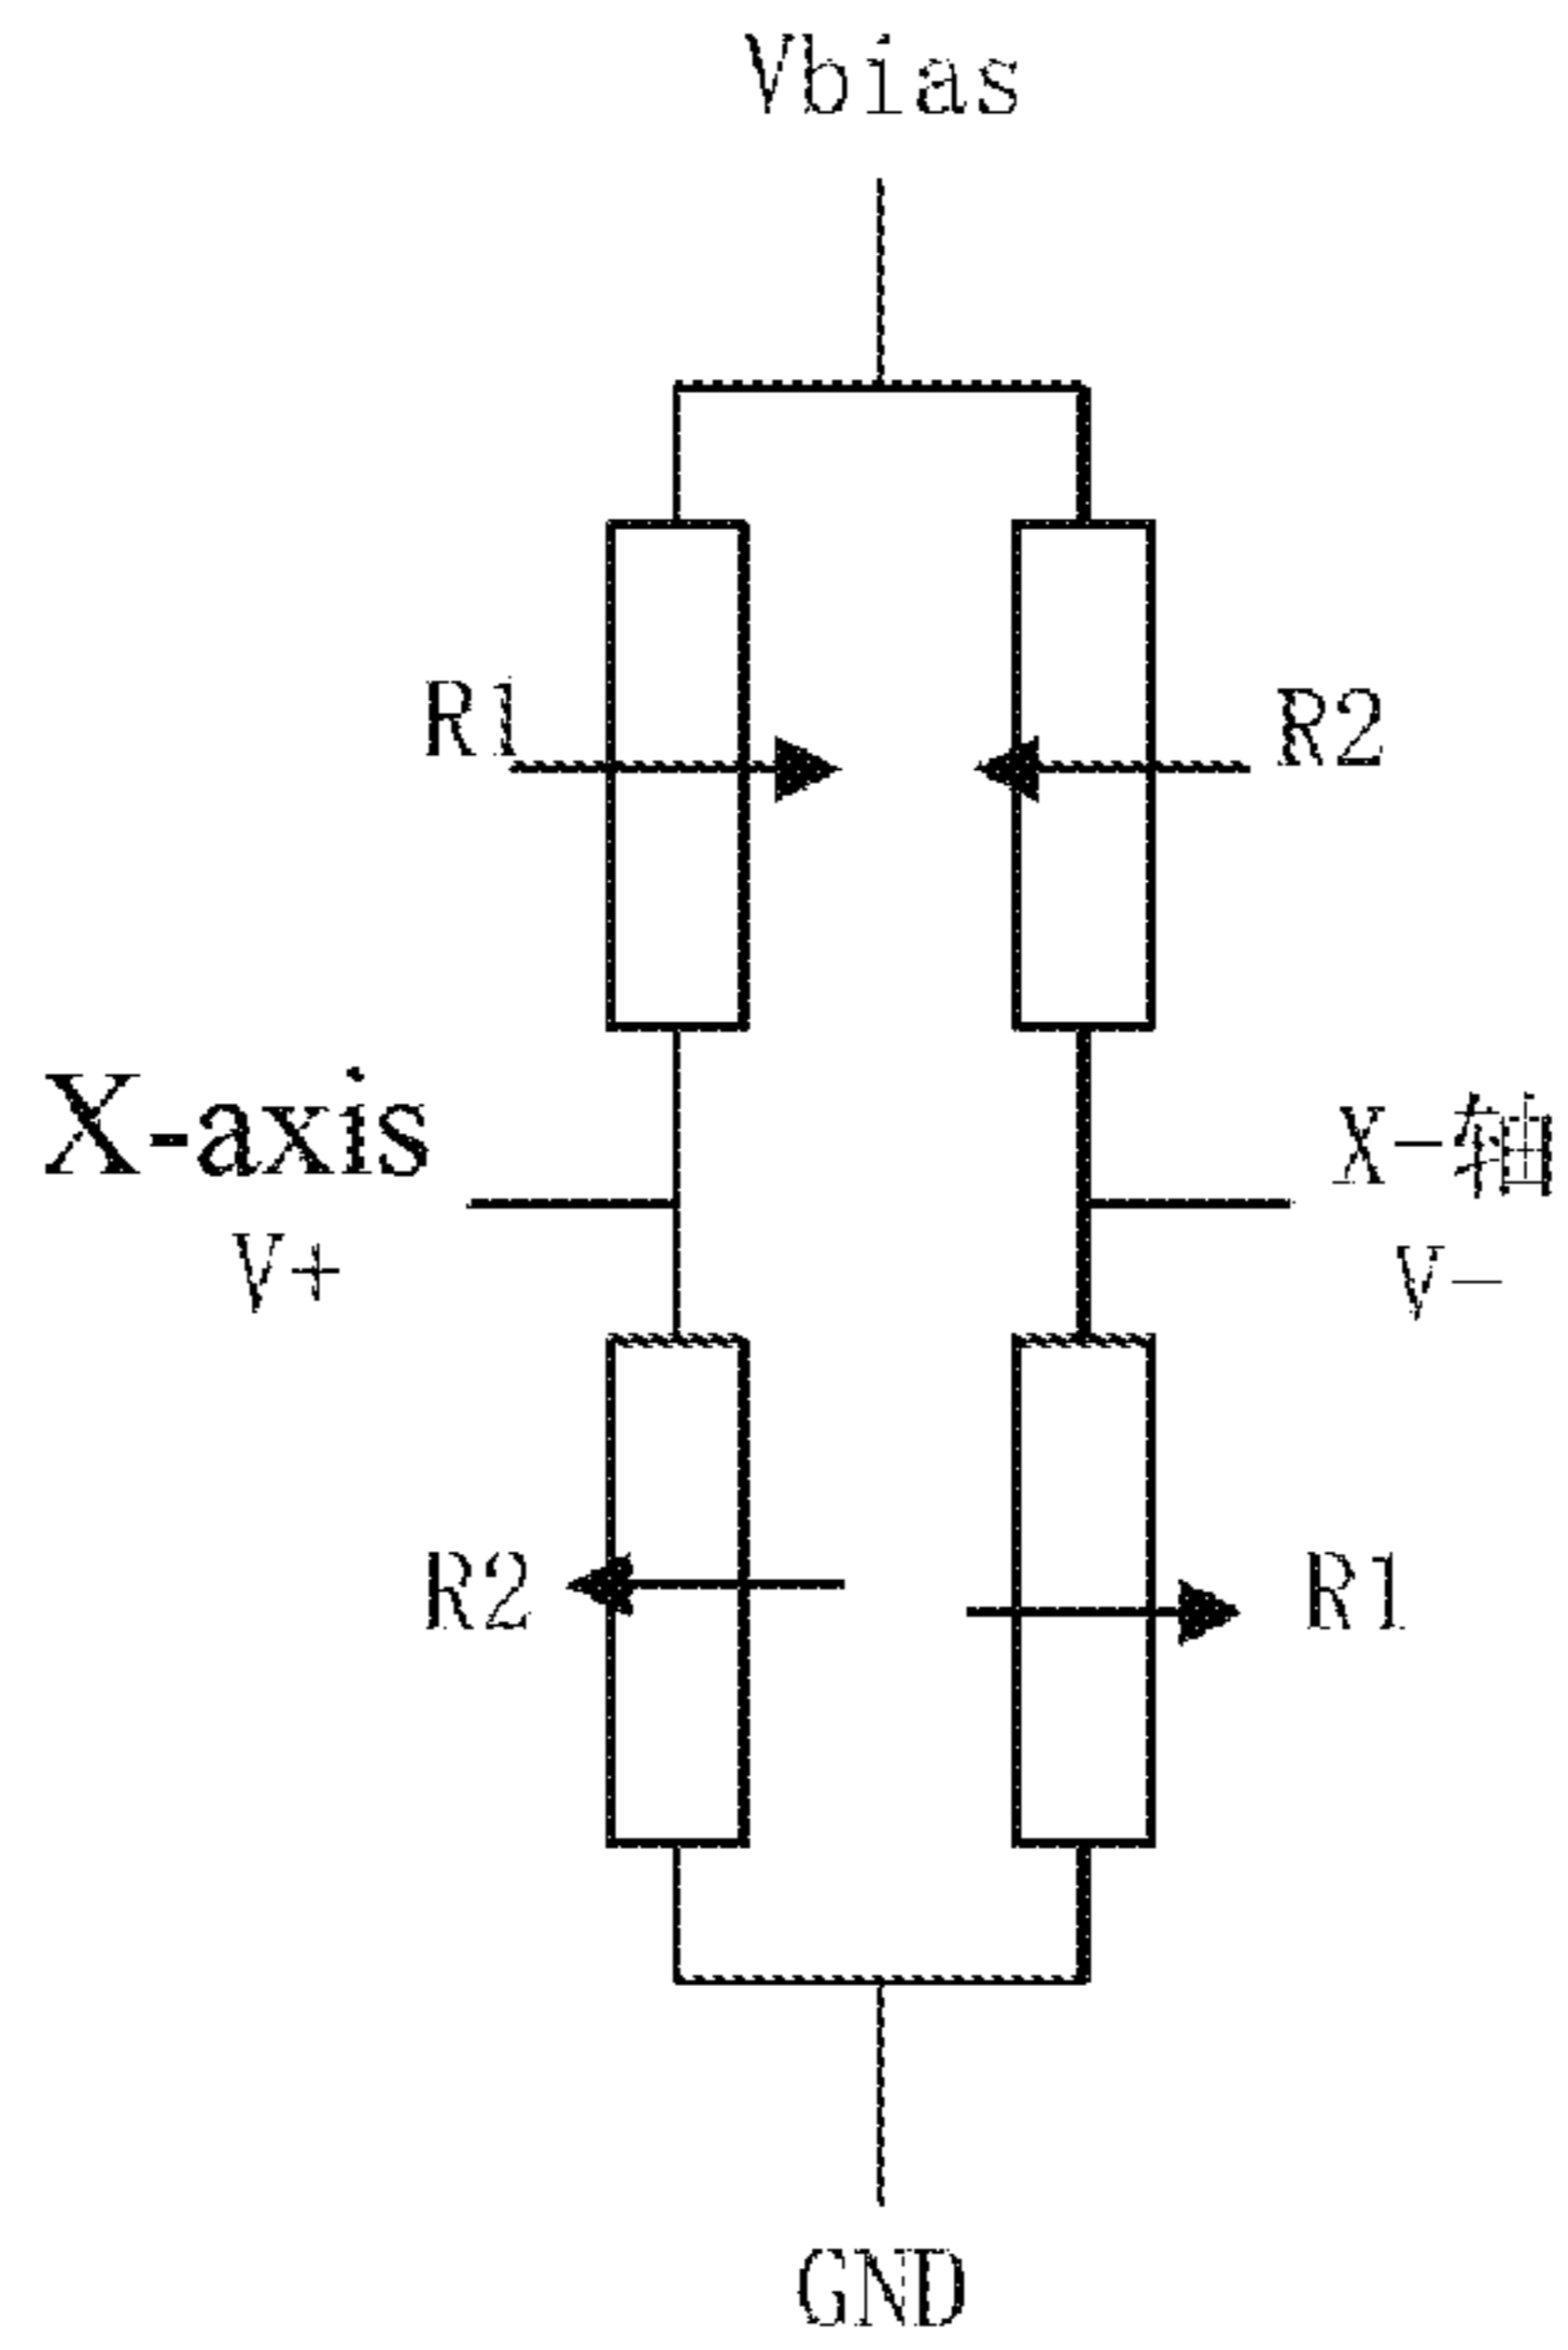 Vbias
R1
R2
X-axis
V+
X-轴
V-
R2
R1
GND